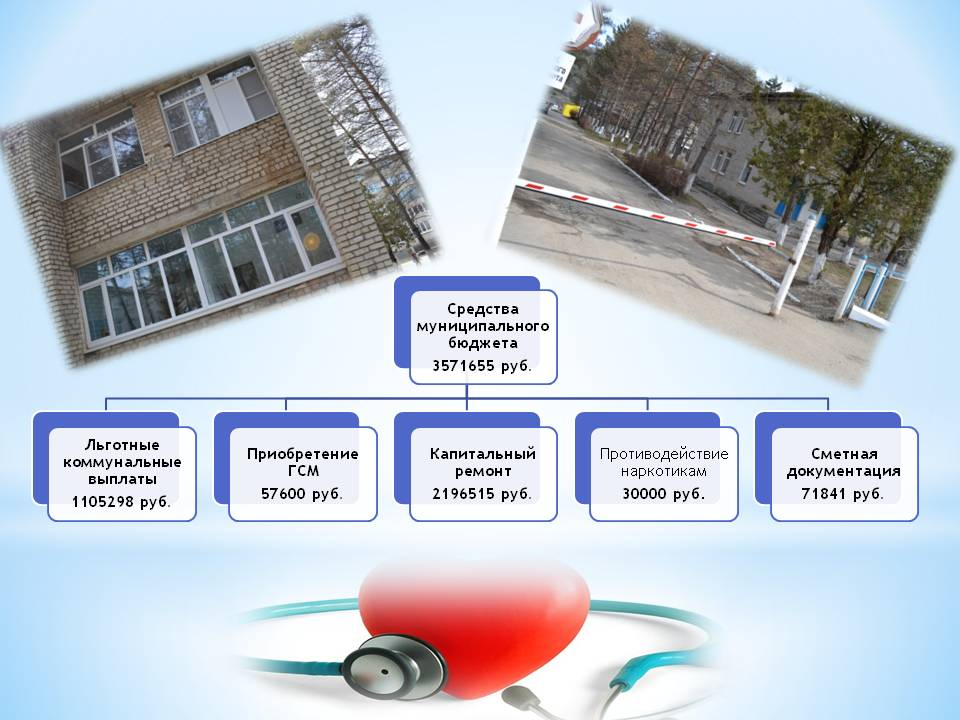 Средства
муниципального
бюджета
3571655 руб.
Льготные
коммунальные
выплаты
1105298 руб.
Приобретение
ГСМ
57600 руб.
Капитальный
ремонт
2196515 руб.
Противодействие
наркотикам
30000 руб.
Сметная
документация
71841 руб.